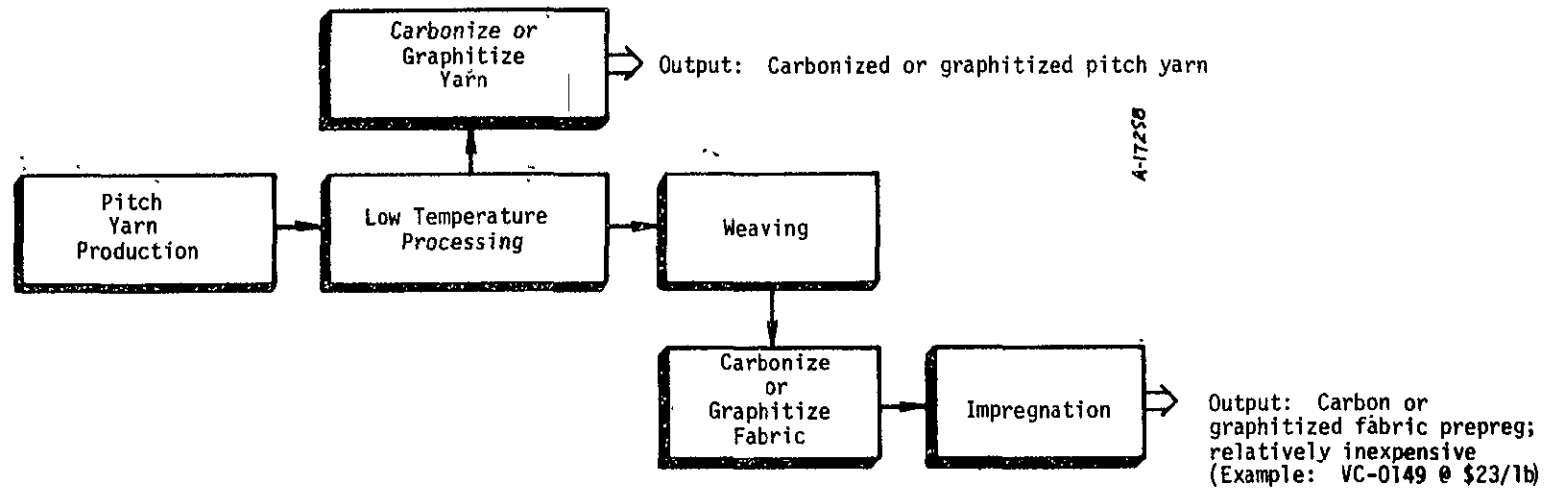 Carbonize or
Graphitize
Yarn
Output: Carbonized or graphitized pitch yarn
A-17258
Pitch
Yarn
Production
Low Temperature
Processing
Weaving
Carbonize
or
Graphitize
Fabric
Impregnation
Output: Carbon or
graphitized fabric prepreg;
relatively inexpensive
(Example: VC-0149 @ $23/lb)